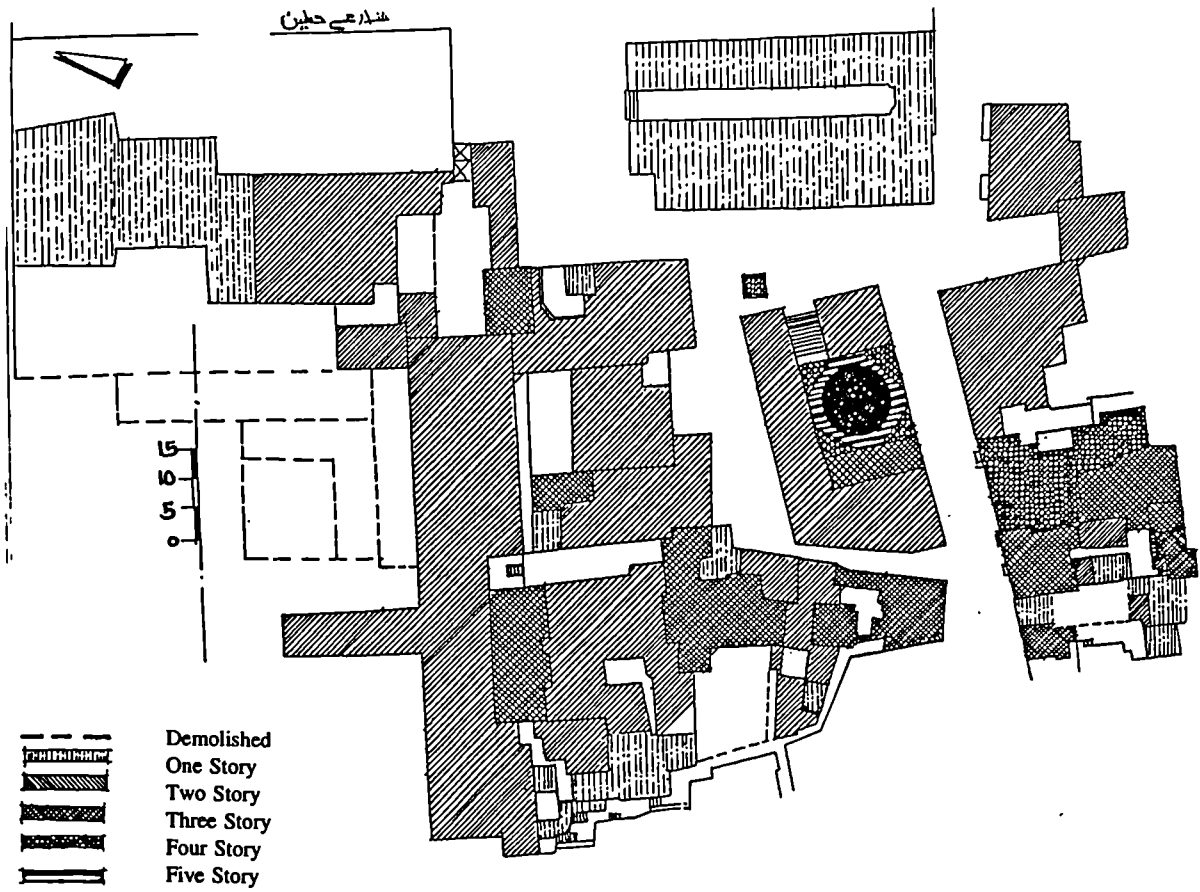 شارع حطين
15
10
5
0
Demolished
One Story
Two Story
Three Story
Four Story
Five Story